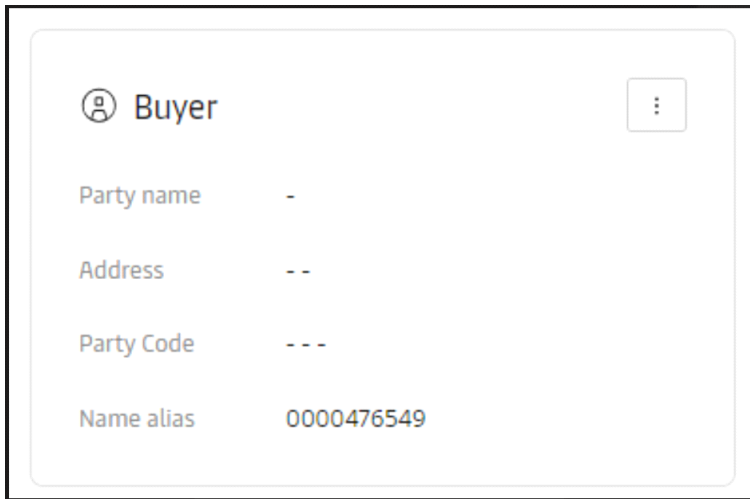 Buyer
Party name -
Address - -
Party Code - - -
Name alias 0000476549